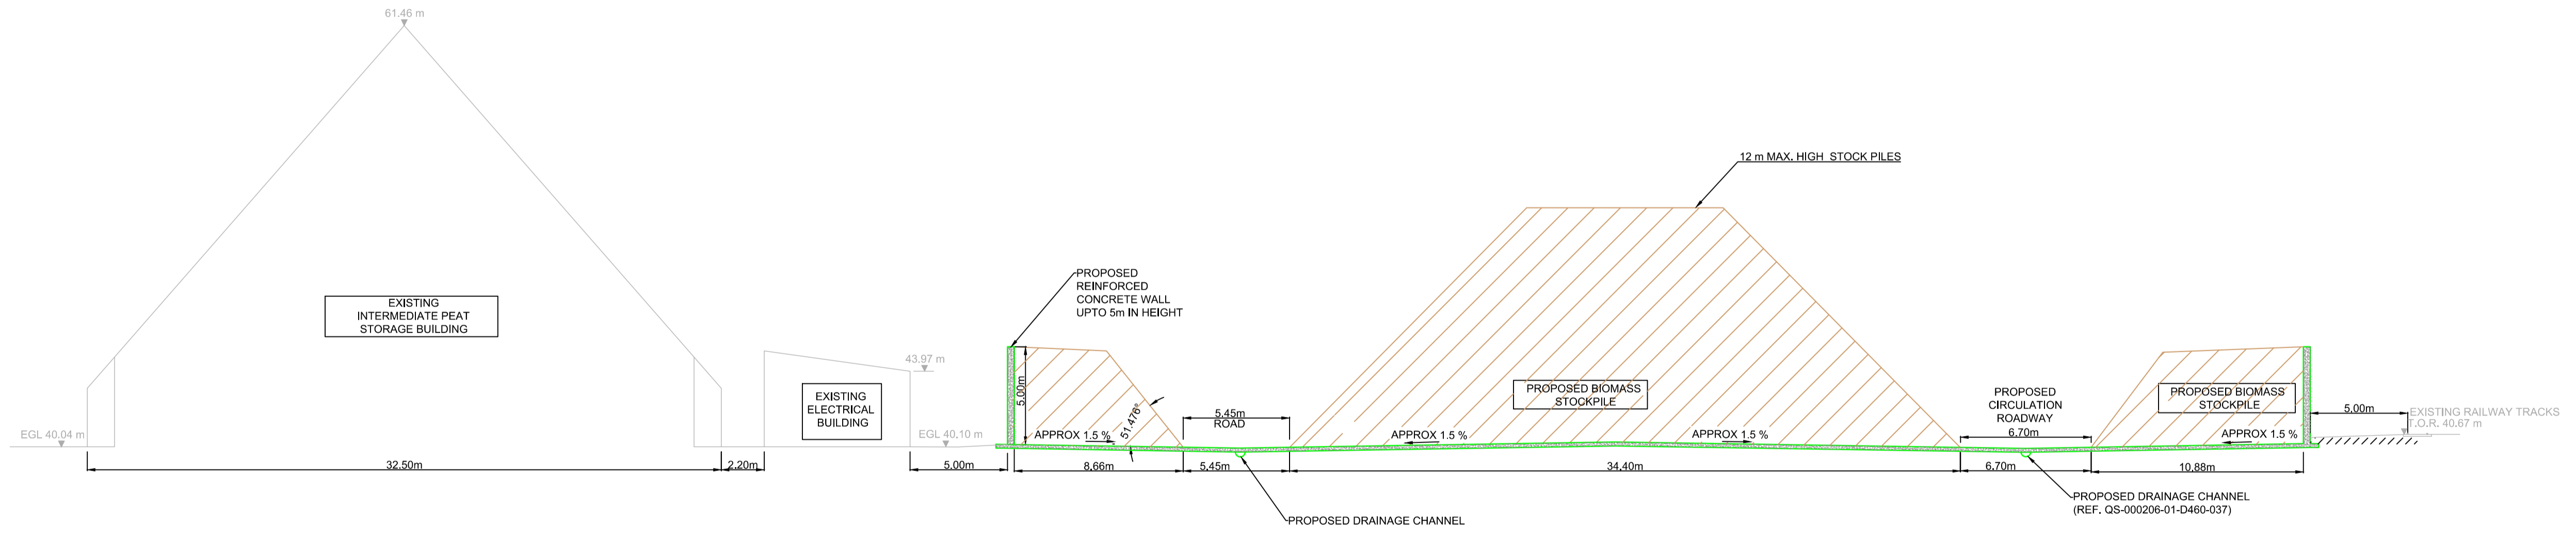 61.46 m
12 m MAX. HIGH STOCK PILES
PROPOSED
REINFORCED
CONCRETE WALL
UPTO 5m IN HEIGHT
EXISTING
INTERMEDIATE PEAT
STORAGE BUILDING
43.97 m
EXISTING
ELECTRICAL
BUILDING
5.00m
51.476°
5.45m
ROAD
PROPOSED BIOMASS
STOCKPILE
PROPOSED
CIRCULATION
ROADWAY
6.70m
PROPOSED BIOMASS
STOCKPILE
5.00m
EXISTING RAILWAY TRACKS
T.O.R. 40.67 m
EGL 40.04 m
EGL 40.10 m
APPROX 1.5 %
APPROX 1.5 %
APPROX 1.5 %
APPROX 1.5 %
32.50m
2.20m
5.00m
8.66m
5.45m
34.40m
6.70m
10.88m
PROPOSED DRAINAGE CHANNEL
PROPOSED DRAINAGE CHANNEL
(REF. QS-000206-01-D460-037)